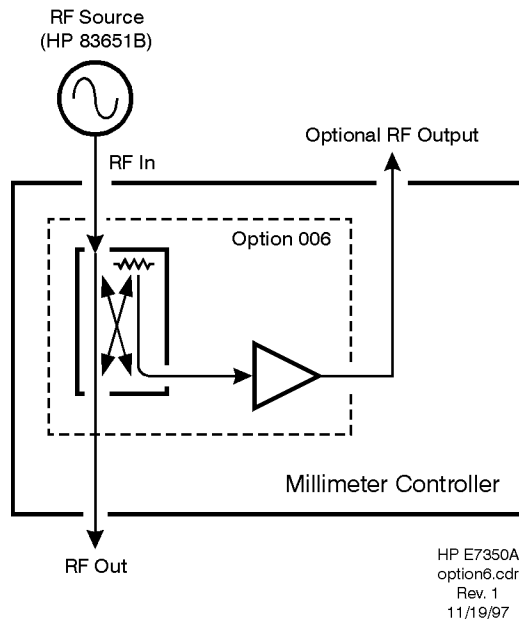 RF Source
(HP 83651B)
RF In
Optional RF Output
Option 006
Millimeter Controller
RF Out
HP E7350A
option6.cdr
Rev. 1
11/19/97